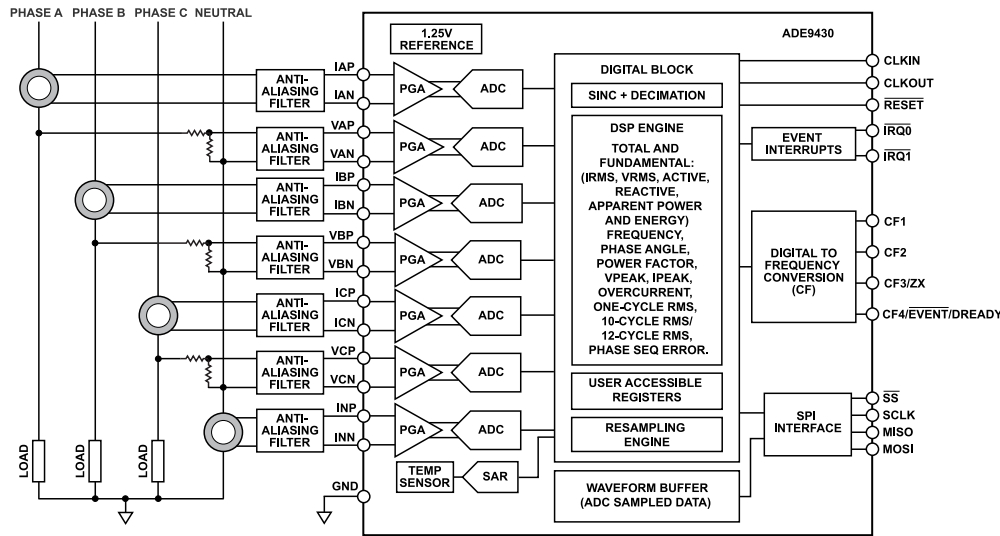 PHASE A PHASE B PHASE C NEUTRAL
1.25V
REFERENCE
ADE9430
ANTI-
ALIASING
FILTER
IAP
IAN
PGA
ADC
ANTI-
ALIASING
FILTER
VAP
VAN
PGA
ADC
ANTI-
ALIASING
FILTER
IBP
IBN
PGA
ADC
ANTI-
ALIASING
FILTER
VBP
VBN
PGA
ADC
ANTI-
ALIASING
FILTER
ICP
ICN
PGA
ADC
ANTI-
ALIASING
FILTER
VCP
VCN
PGA
ADC
ANTI-
ALIASING
FILTER
INP
INN
PGA
ADC
LOAD
LOAD
LOAD
GND
TEMP
SENSOR
SAR
DIGITAL BLOCK
SINC + DECIMATION
DSP ENGINE
TOTAL AND
FUNDAMENTAL:
(IRMS, VRMS, ACTIVE,
REACTIVE,
APPARENT POWER
AND ENERGY)
FREQUENCY,
PHASE ANGLE,
POWER FACTOR,
VPEAK, IPEAK,
OVERCURRENT,
ONE-CYCLE RMS,
10-CYCLE RMS/
12-CYCLE RMS,
PHASE SEQ ERROR.
USER ACCESSIBLE
REGISTERS
RESAMPLING
ENGINE
WAVEFORM BUFFER
(ADC SAMPLED DATA)
EVENT
INTERRUPTS
DIGITAL TO
FREQUENCY
CONVERSION
(CF)
SPI
INTERFACE
CLKIN
CLKOUT
RESET
IRQ0
IRQ1
CF1
CF2
CF3/ZX
CF4/EVENT/DREADY
SS
SCLK
MISO
MOSI